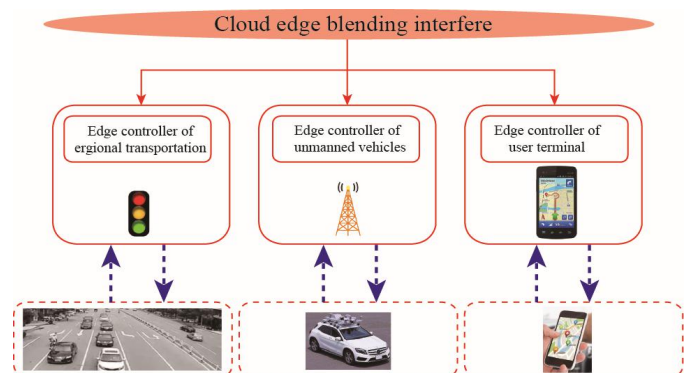 Cloud edge blending interfere
Edge controller of
ergional transportation
Edge controller of
unmanned vehicles
Edge controller of
user terminal